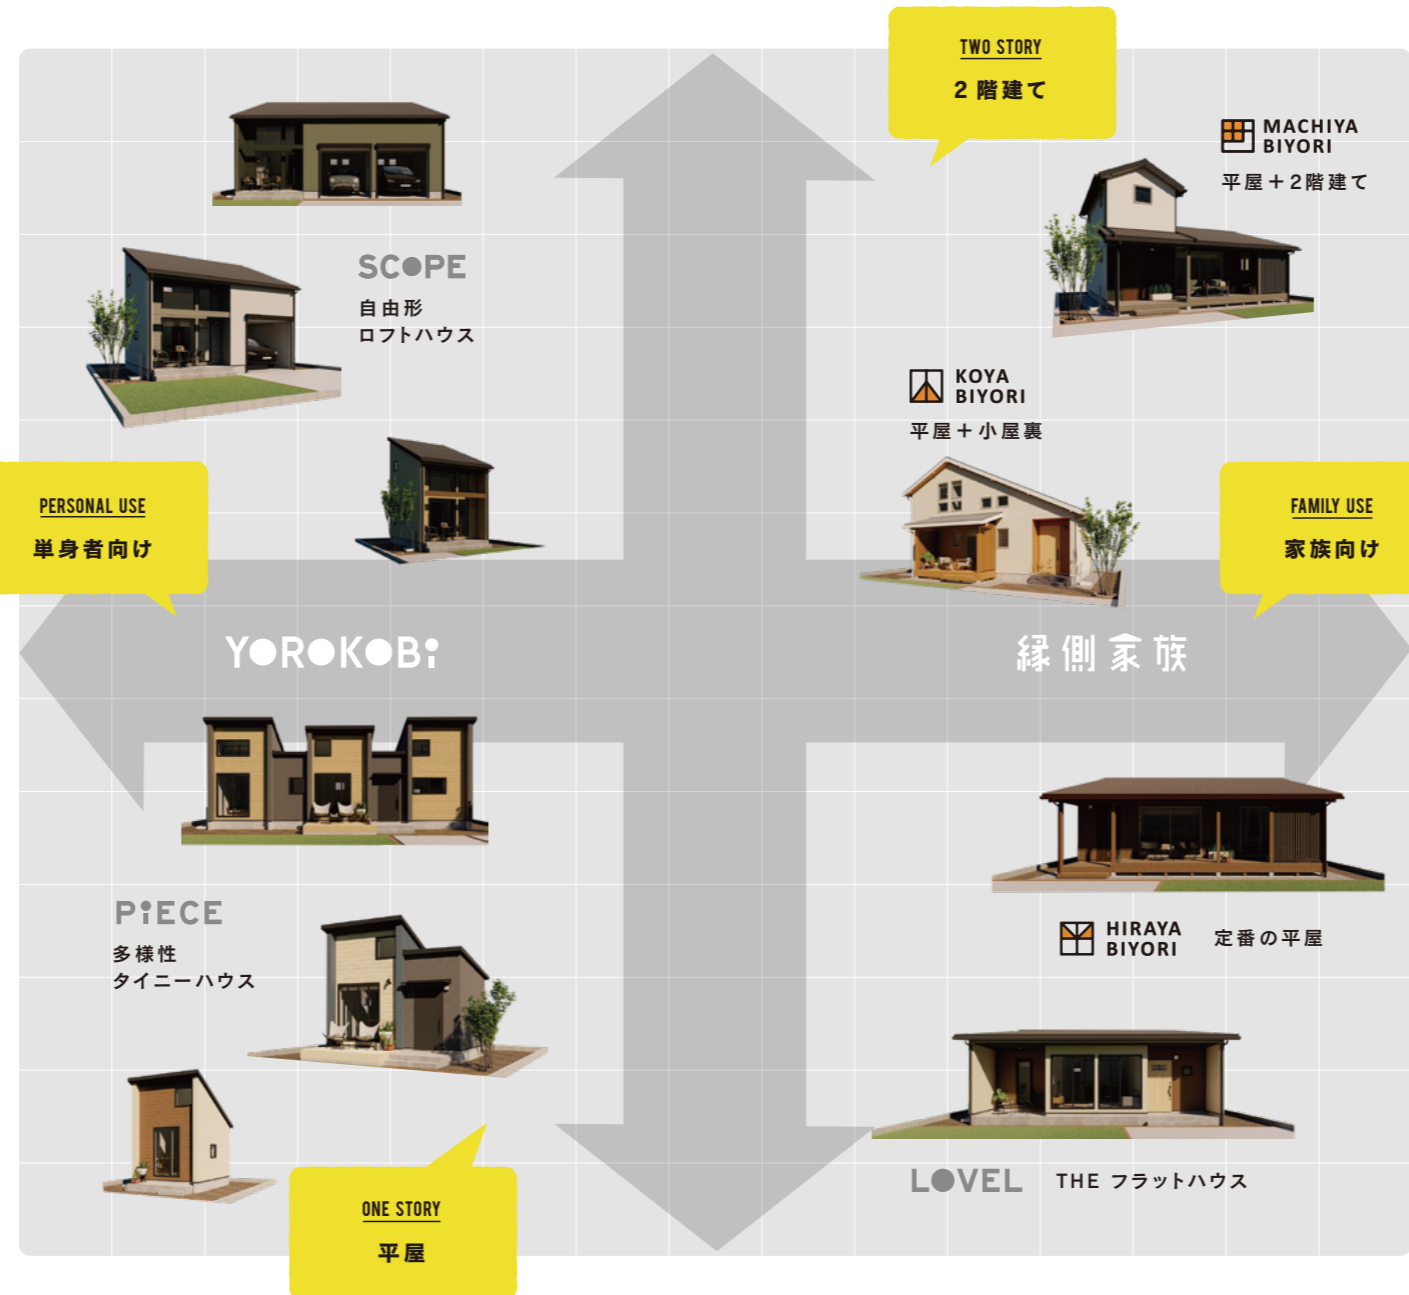 TWO STORY
2階建て
MACHIYA
BIYORI
平屋＋2階建て
SCOPE
自由形
ロフトハウス
KOYA
BIYORI
平屋＋小屋裏
PERSONAL USE
単身者向け
FAMILY USE
家族向け
YOROKOBi
縁側家族
PiECE
多様性
タイニーハウス
HIRAYA
BIYORI
定番の平屋
LOVEL
THE フラットハウス
ONE STORY
平屋